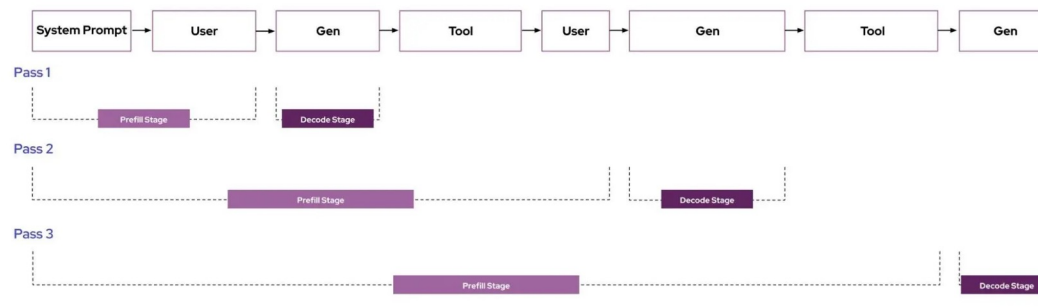 System Prompt User Gen Tool User Gen Tool Gen
Pass 1
Prefill Stage Decode Stage
Pass 2
Prefill Stage Decode Stage
Pass 3
Prefill Stage Decode Stage